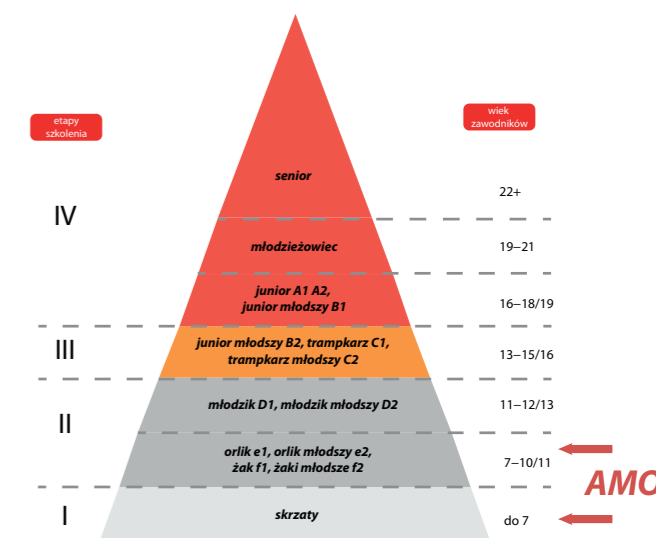 etapy
szkolenia
wiek
zawodników
senior
22+
IV
młodzieżowiec
19–21
junior A1 A2,
junior młodszy B1
16–18/19
III
junior młodszy B2, trampkarz C1,
trampkarz młodszy C2
13–15/16
młodzik D1, młodzik młodszy D2
11–12/13
II
orlik e1, orlik młodszy e2,
żak f1, żaki młodsze f2
7–10/11
AMO
I
skrzaty
do 7